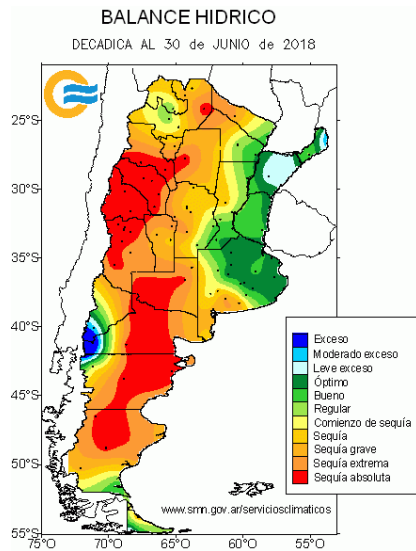 BALANCE HIDRICO
DECADICA AL 30 de JUNIO de 2018
25°S
30°S
35°S
40°S
45°S
50°S
55°S
75°O
70°O
65°O
60°O
55°O
Exceso
Moderado exceso
Leve exceso
Óptimo
Bueno
Regular
Comienzo de sequía
Sequía
Sequía grave
Sequía extrema
Sequía absoluta
www.smn.gov.ar/serviciosclimaticos